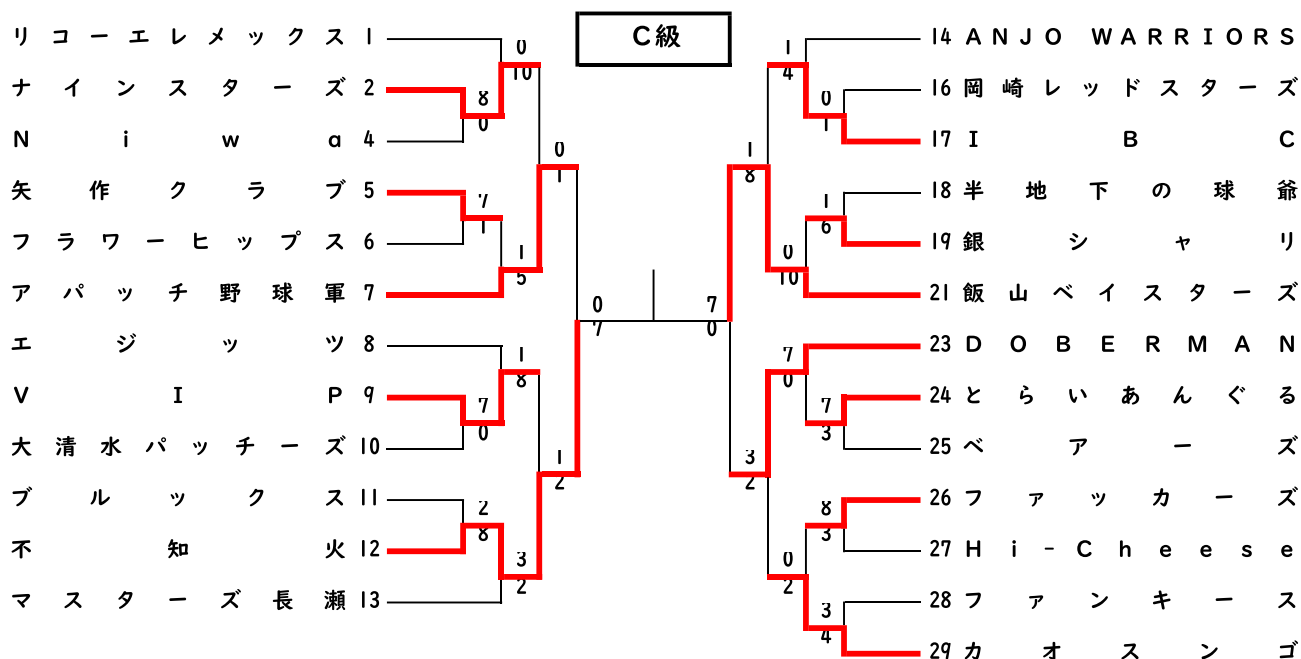 C級
リコーエレメックス 1
0
10
ナインスターズ 2
8
0
Niwa 4
0
1
矢作クラブ 5
7
1
フラワーヒップス 6
1
5
アパッチ野球軍 7
0
7
エジッツ 8
1
8
VIP 9
7
0
大清水パッチーズ 10
1
2
ブルックス 11
2
8
不知火 12
3
2
マスターズ長瀬 13
14 ANJO WARRIORS
1
4
16 岡崎レッドスターズ
0
1
17 IBC
1
8
18 半地下の球爺
1
6
19 銀シャリ
0
10
21 飯山ベイスターズ
7
0
23 DOBERMAN
7
0
24 とらいあんぐる
7
3
25 ベアーズ
3
2
26 ファッカーズ
8
3
27 Hi-Cheese
0
2
28 ファンキース
3
4
29 カオスンゴ